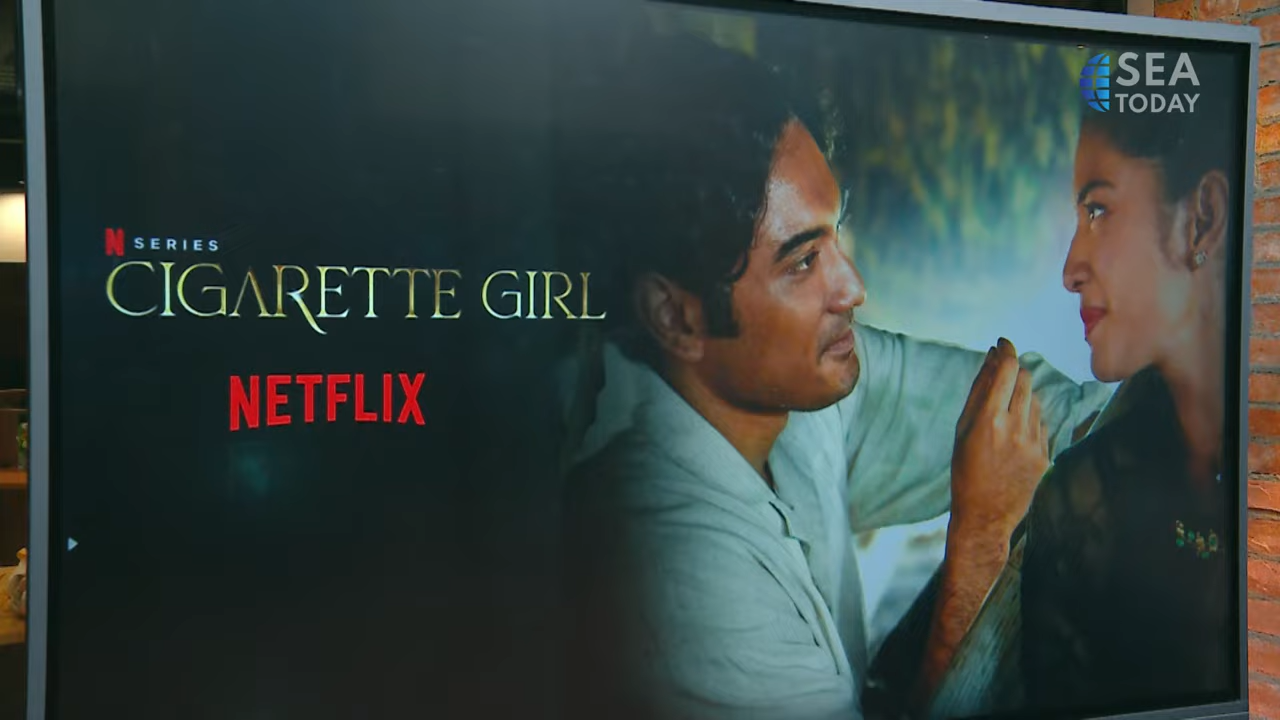 SEA
TODAY
N SERIES
CIGARETTE GIRL
NETFLIX